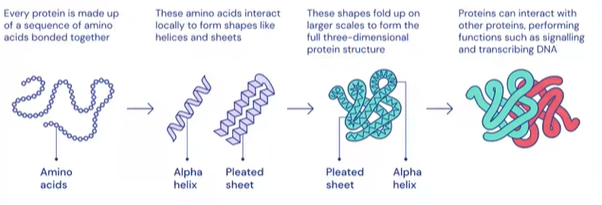 Every protein is made up
of a sequence of amino
acids bonded together
These amino acids interact
locally to form shapes like
helices and sheets
These shapes fold up on
larger scales to form the
full three-dimensional
protein structure
Proteins can interact with
other proteins, performing
functions such as signalling
and transcribing DNA
Amino
acids
Alpha
helix
Pleated
sheet
Pleated
sheet
Alpha
helix